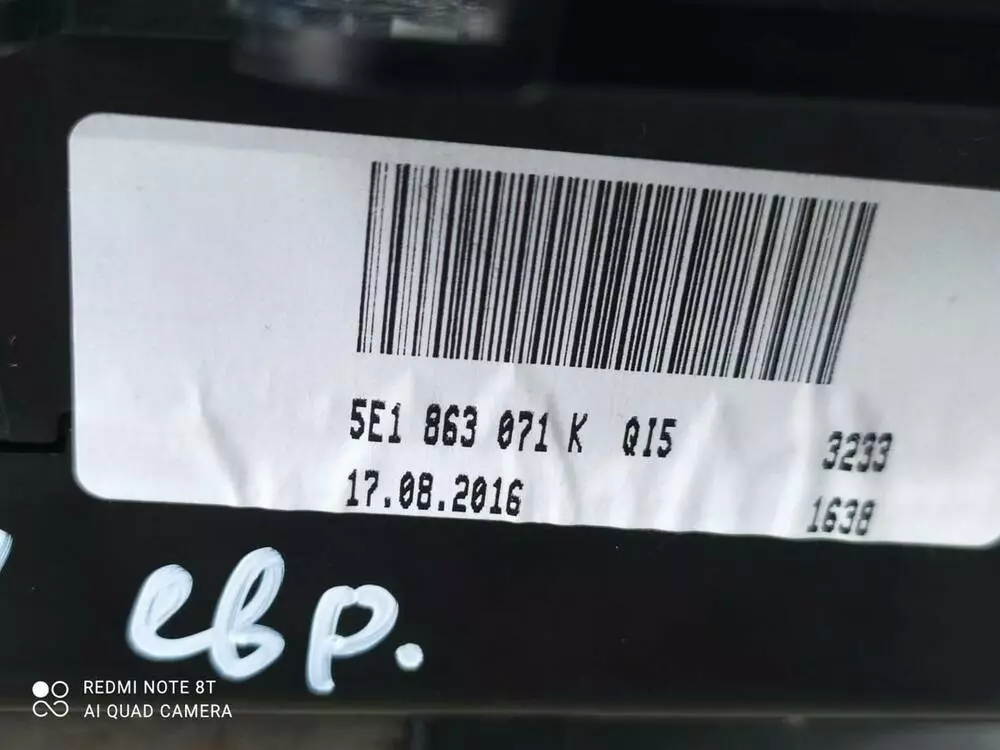 5E1 863 071 K QI5 3233
17.08.2016 1638
евр.
REDMI NOTE 8T
AI QUAD CAMERA